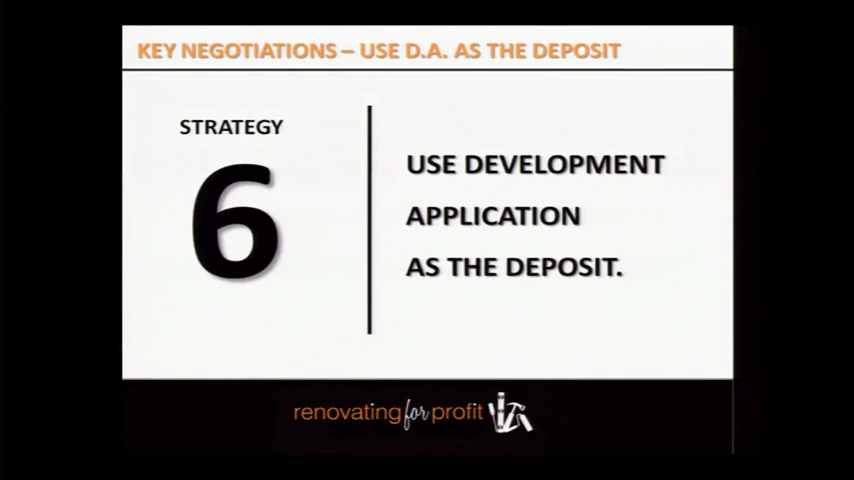 KEY NEGOTIATIONS – USE D.A. AS THE DEPOSIT
STRATEGY
6
USE DEVELOPMENT
APPLICATION
AS THE DEPOSIT.
renovating for profit